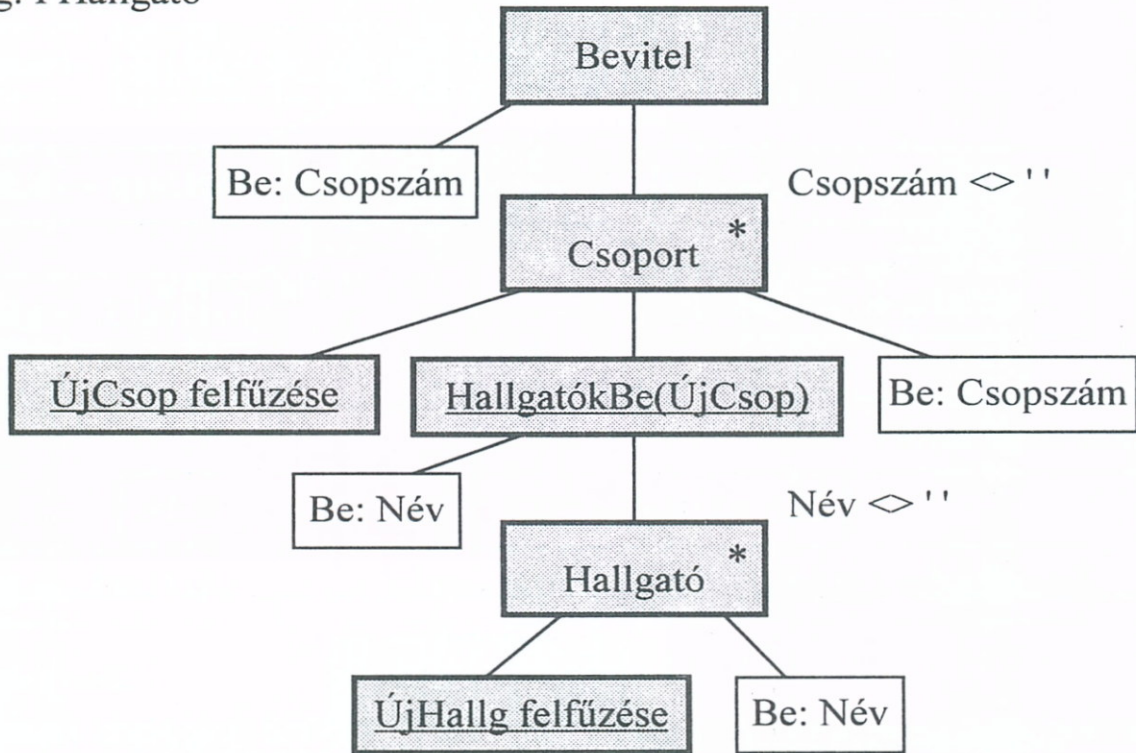 Bevitel
Be: Csopszám
Csopszám <> ' '
Csoport *
ÚjCsop felfűzése
HallgatókBe(ÚjCsop)
Be: Csopszám
Be: Név
Név <> ' '
Hallgató *
ÚjHallg felfűzése
Be: Név